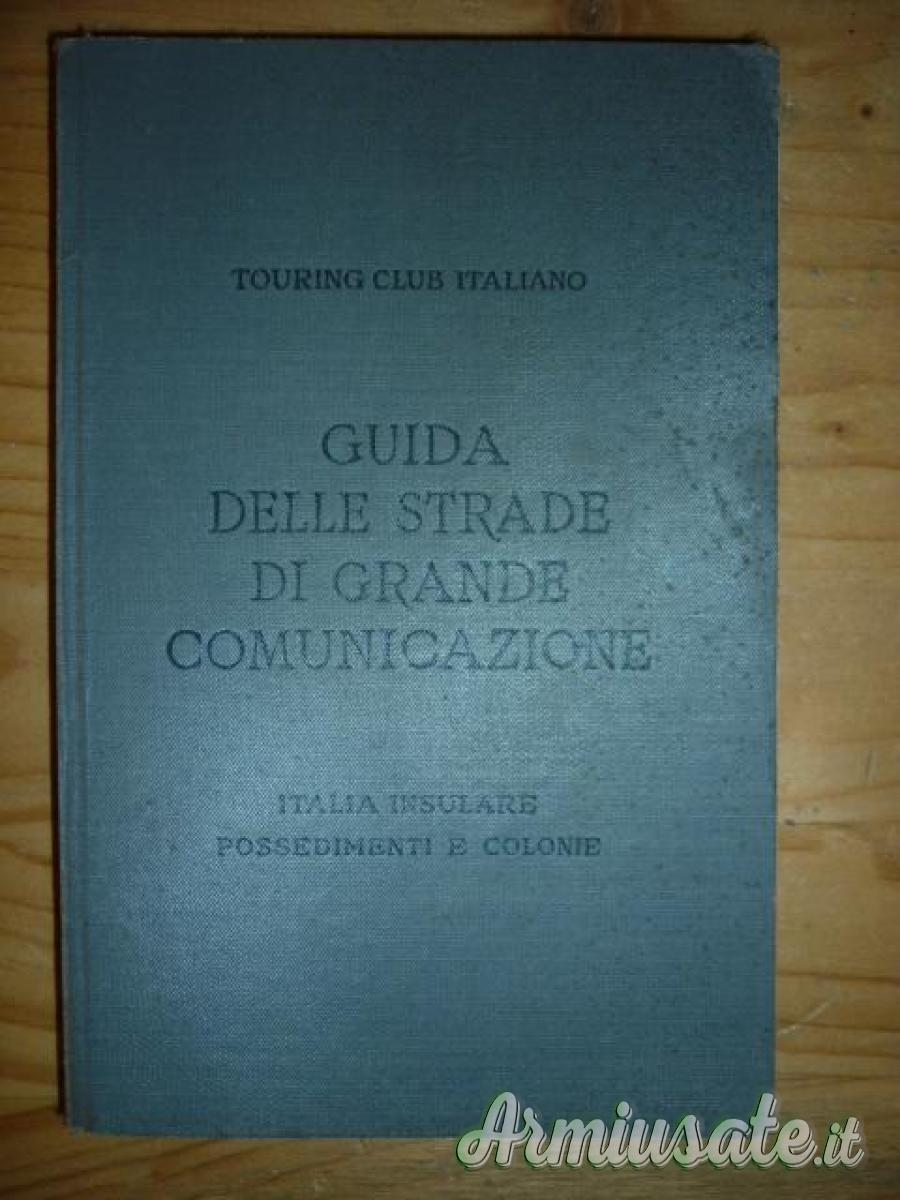 TOURING CLUB ITALIANO
GUIDA
DELLE STRADE
DI GRANDE
COMUNICAZIONE
ITALIA INSULARE
POSSEDIMENTI E COLONIE
Armiusate.it